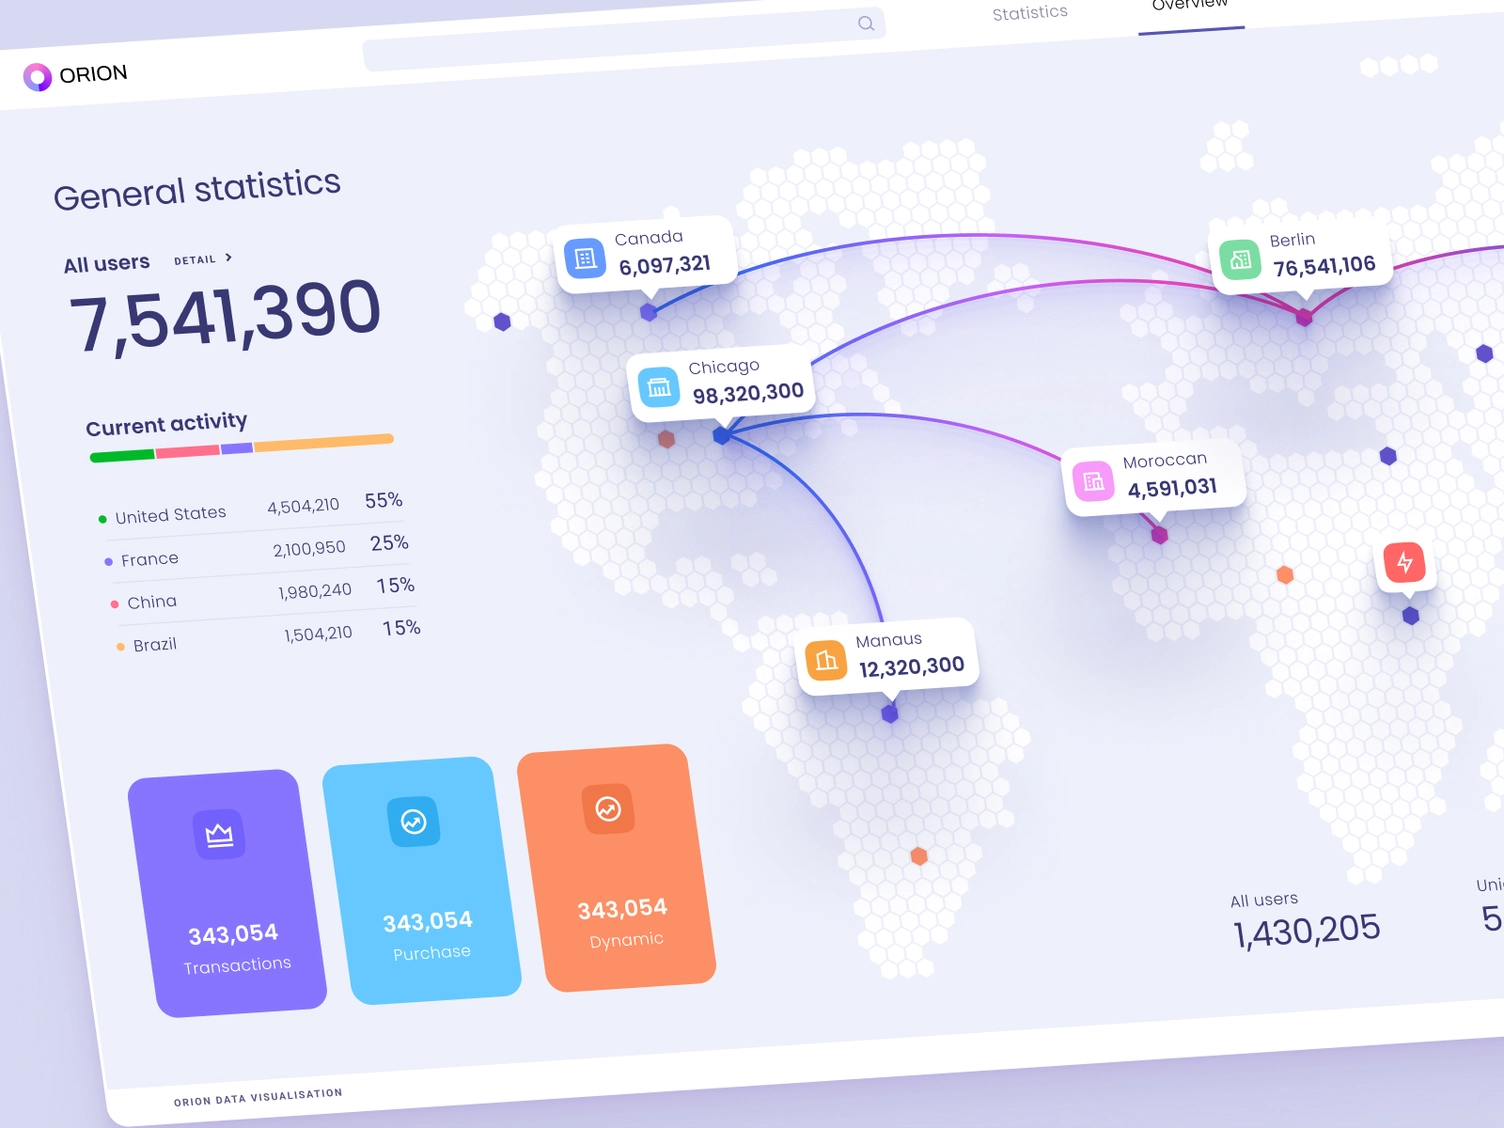 ORION
Statistics
Overview
General statistics
All users DETAIL
7,541,390
Current activity
United States 4,504,210 55%
France 2,100,950 25%
China 1,980,240 15%
Brazil 1,504,210 15%
Canada
6,097,321
Chicago
98,320,300
Berlin
76,541,106
Moroccan
4,591,031
Manaus
12,320,300
343,054
Transactions
343,054
Purchase
343,054
Dynamic
All users
1,430,205
ORION DATA VISUALISATION